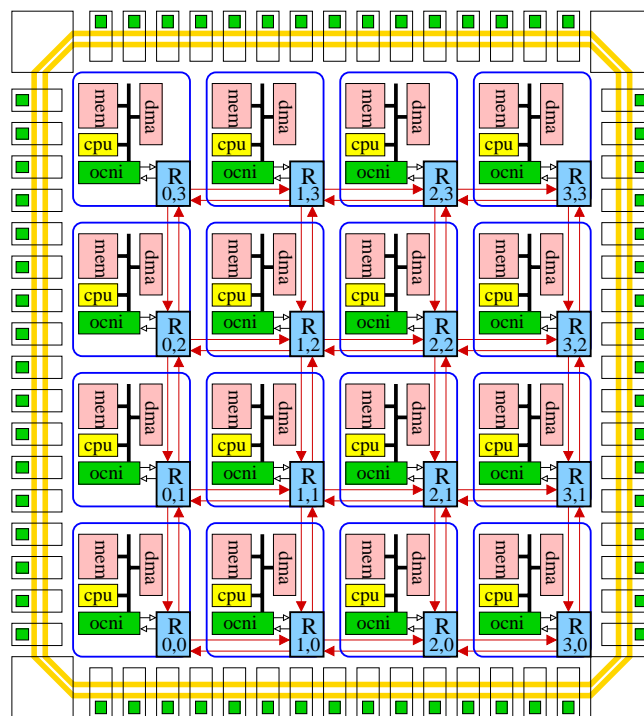 mem dma mem dma mem dma mem dma
cpu cpu cpu cpu
ocni R ocni R ocni R ocni R
0,3 1,3 2,3 3,3
mem dma mem dma mem dma mem dma
cpu cpu cpu cpu
ocni R ocni R ocni R ocni R
0,2 1,2 2,2 3,2
mem dma mem dma mem dma mem dma
cpu cpu cpu cpu
ocni R ocni R ocni R ocni R
0,1 1,1 2,1 3,1
mem dma mem dma mem dma mem dma
cpu cpu cpu cpu
ocni R ocni R ocni R ocni R
0,0 1,0 2,0 3,0